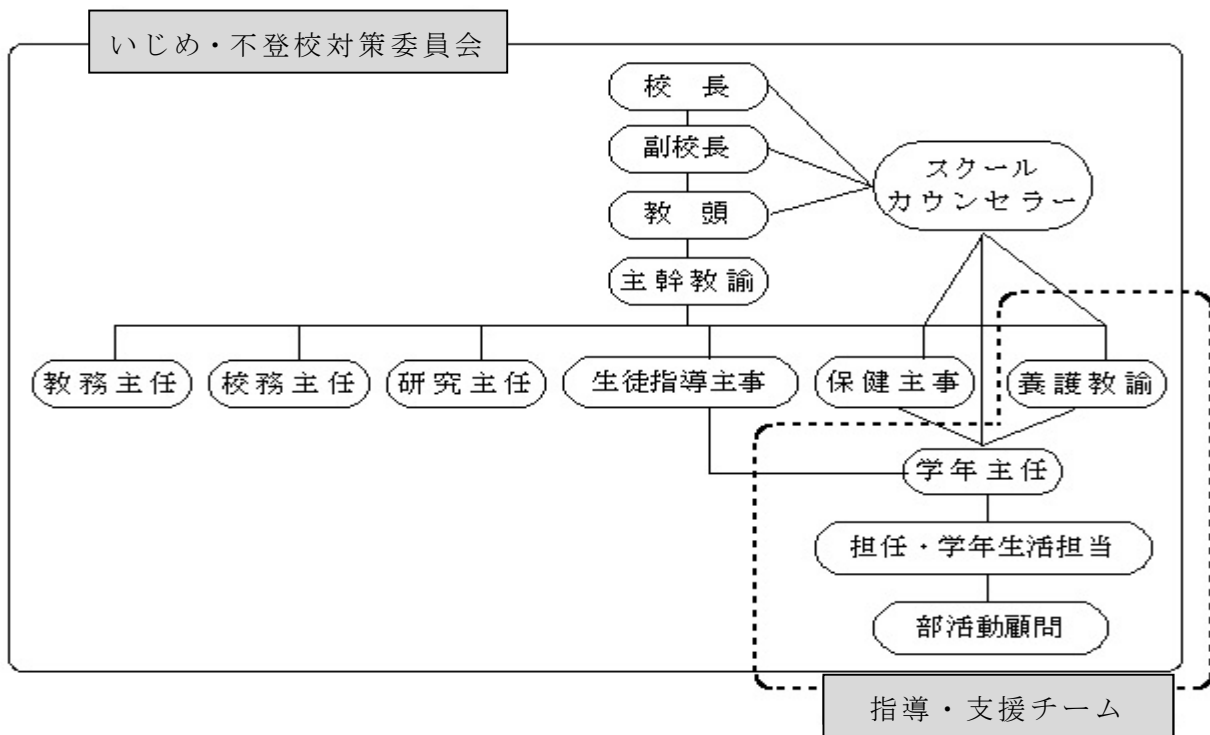 いじめ・不登校対策委員会
校長
副校長
スクール
カウンセラー
教頭
主幹教諭
教務主任
校務主任
研究主任
生徒指導主事
保健主事
養護教諭
学年主任
担任・学年生活担当
部活動顧問
指導・支援チーム